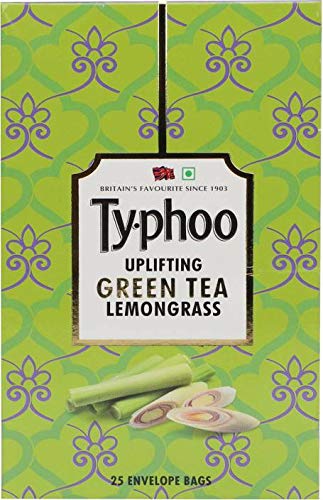 BRITAIN'S FAVOURITE SINCE 1903
Ty·phoo
UPLIFTING
GREEN TEA
LEMONGRASS
25 ENVELOPE BAGS